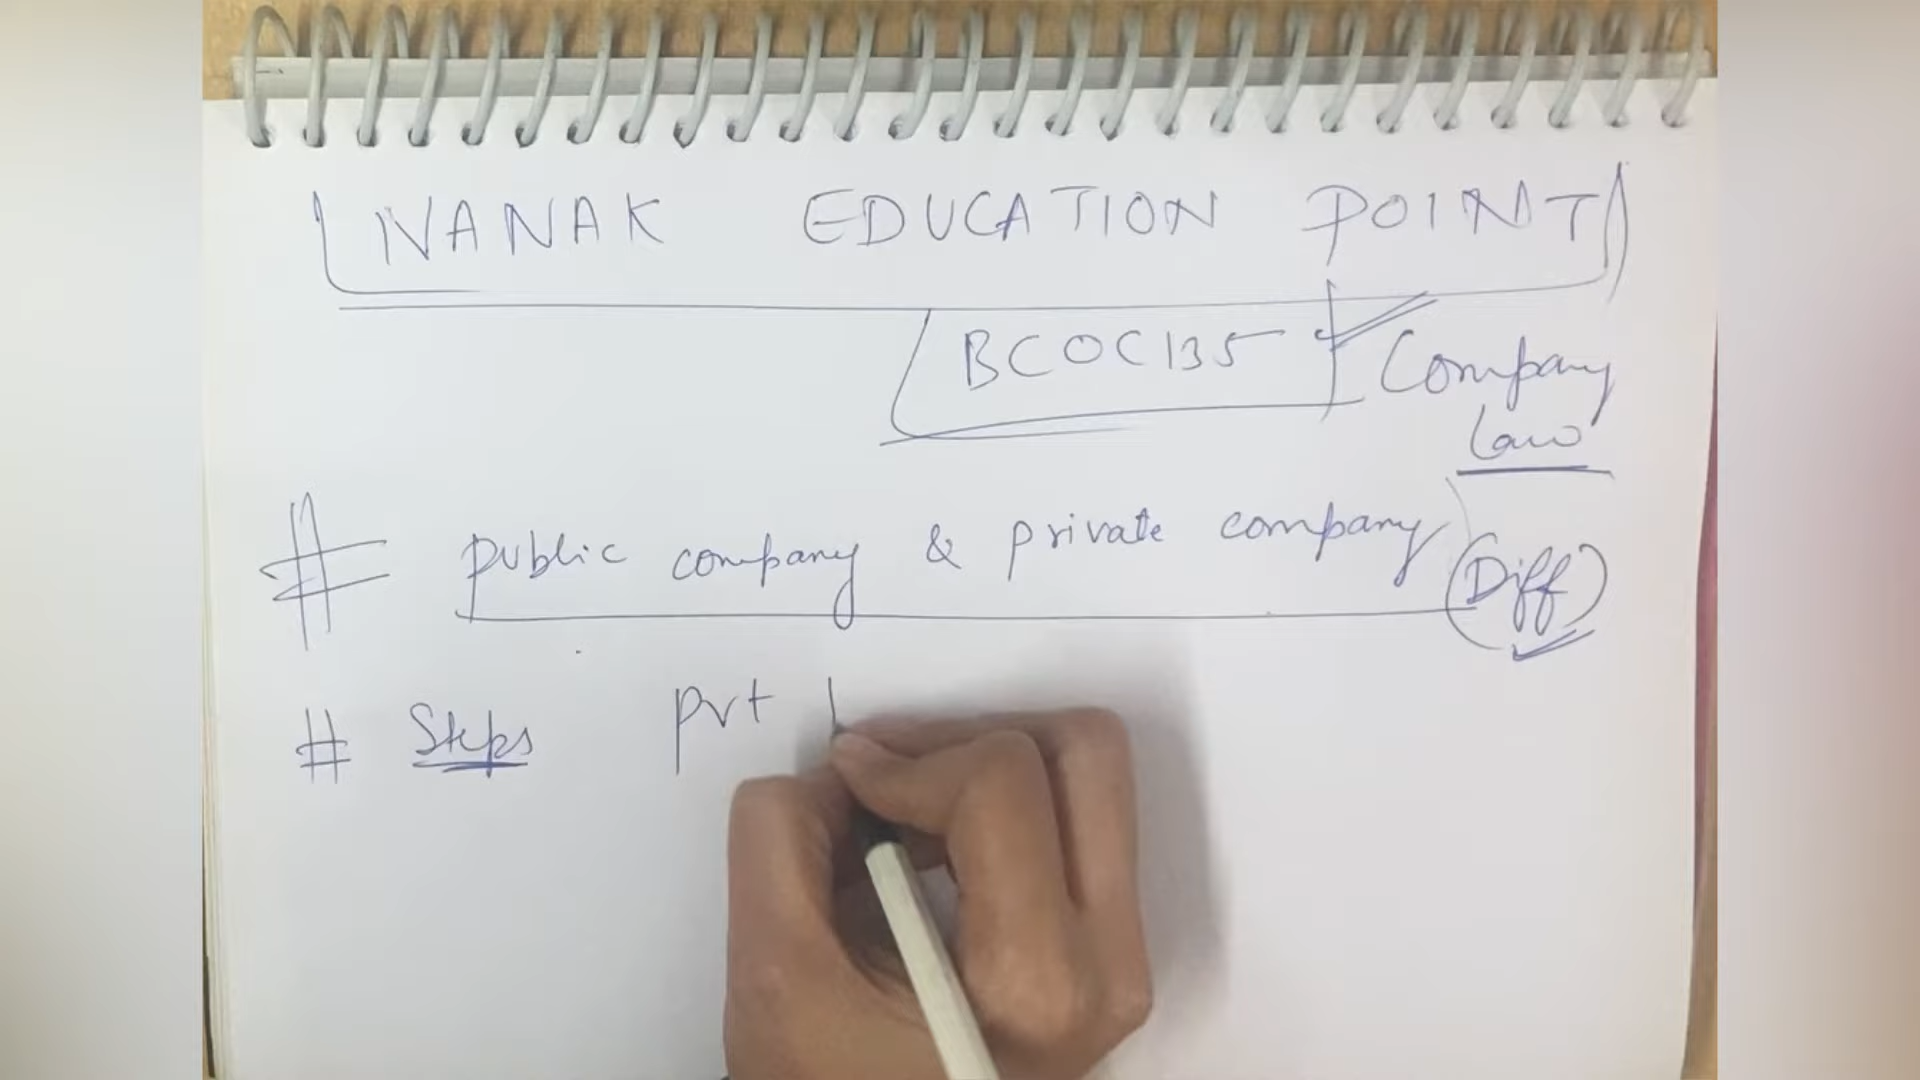 NANAK EDUCATION POINT
BCOC135 Company
Law
# public company & private company Diff
# Steps pvt